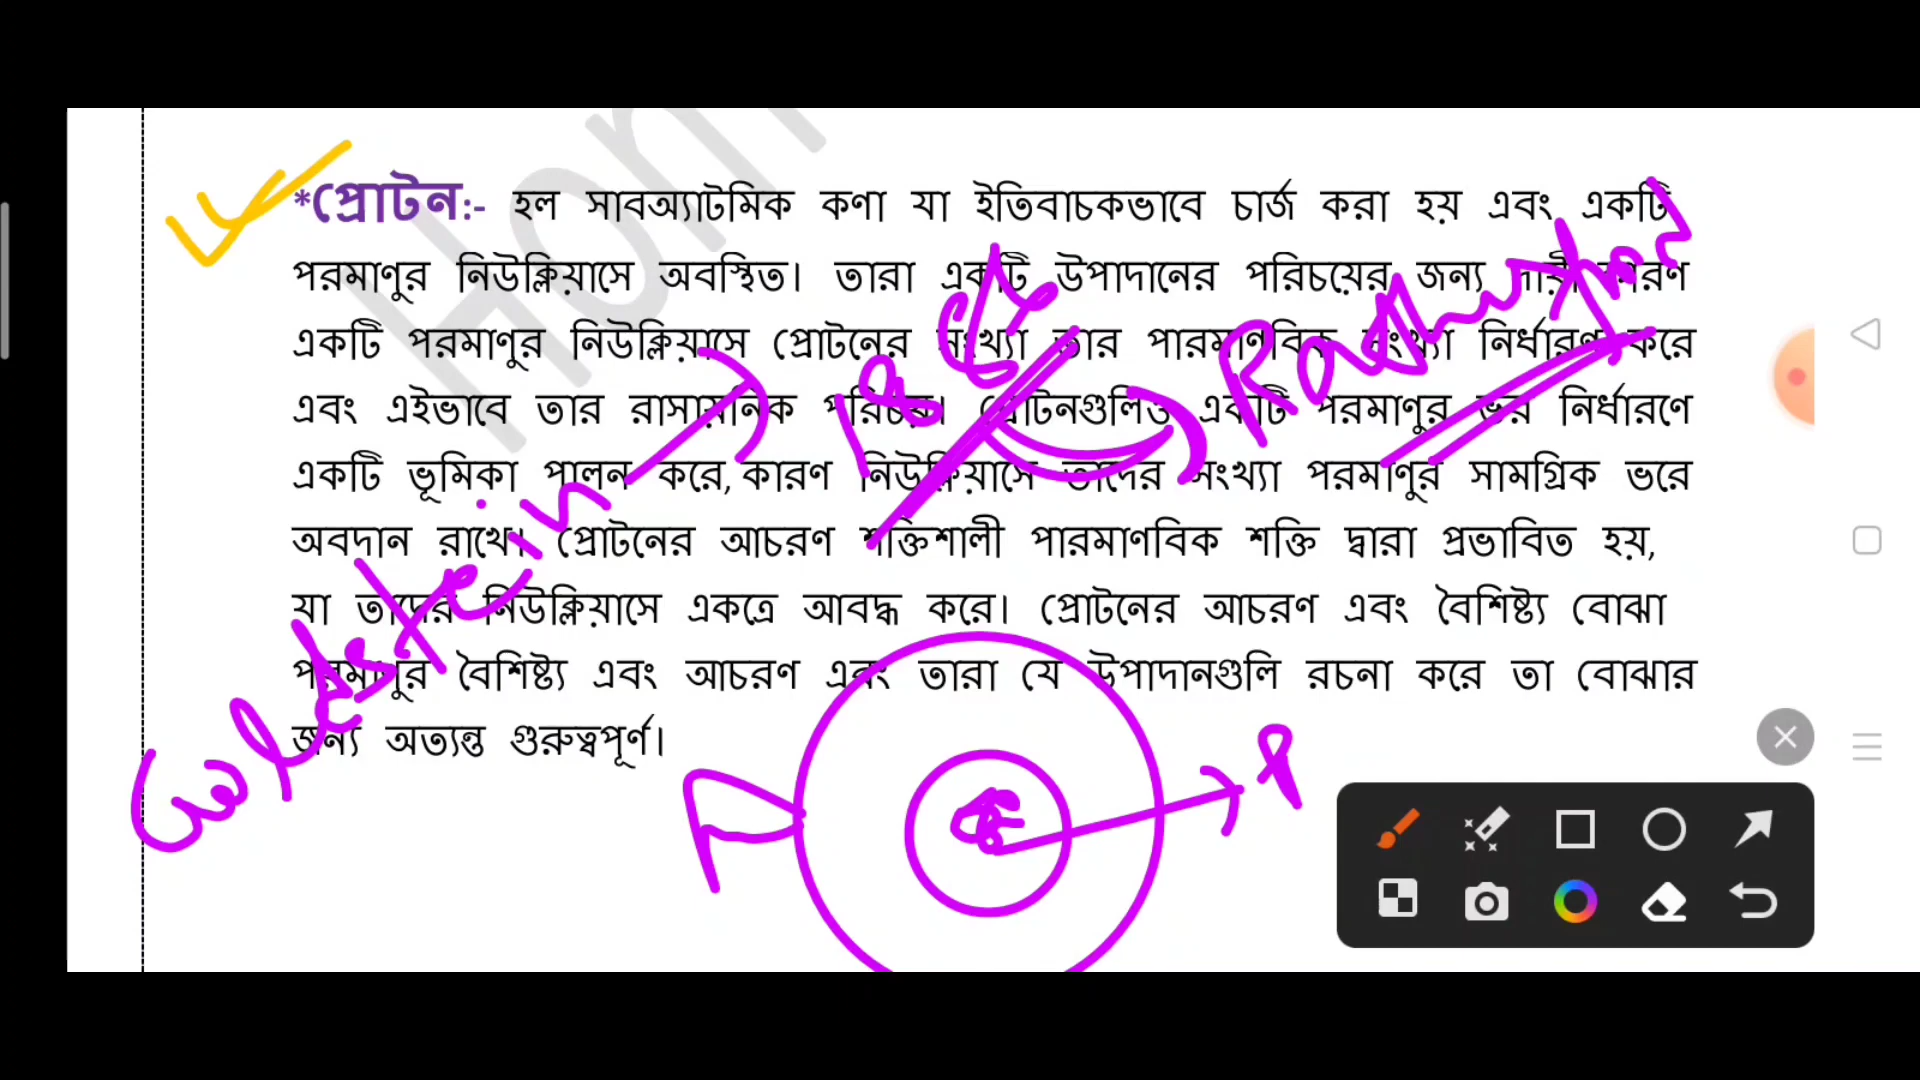 *প্রোটন:- হল সাবঅ্যাটমিক কণা যা ইতিবাচকভাবে চার্জ করা হয় এবং একটি
পরমাণুর নিউক্লিয়াসে অবস্থিত। তারা একটি উপাদানের পরিচয়ের জন্য দায়ী কারণ
একটি পরমাণুর নিউক্লিয়াসে প্রোটনের সংখ্যা তার পারমাণবিক সংখ্যা নির্ধারণ করে
এবং এইভাবে তার রাসায়নিক পরিচয়। প্রোটনগুলিও একটি পরমাণুর ভর নির্ধারণে
একটি ভূমিকা পালন করে, কারণ নিউক্লিয়াসে তাদের সংখ্যা পরমাণুর সামগ্রিক ভরে
অবদান রাখে। প্রোটনের আচরণ শক্তিশালী পারমাণবিক শক্তি দ্বারা প্রভাবিত হয়,
যা তাদের নিউক্লিয়াসে একত্রে আবদ্ধ করে। প্রোটনের আচরণ এবং বৈশিষ্ট্য বোঝা
পরমাণুর বৈশিষ্ট্য এবং আচরণ এবং তারা যে উপাদানগুলি রচনা করে তা বোঝার
জন্য অত্যন্ত গুরুত্বপূর্ণ।
P